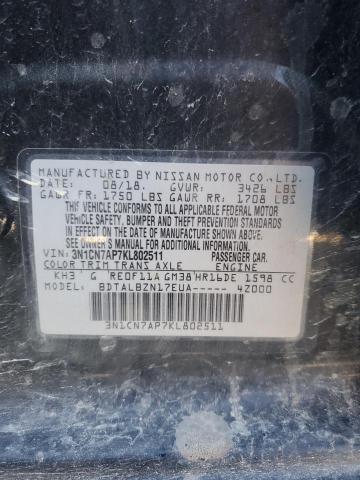 MANUFACTURED BY NISSAN MOTOR CO.,LTD.
DATE: 08/18. GVWR: 3426 LBS
GAWR FR: 1750 LBS GAWR RR: 1708 LBS
THIS VEHICLE CONFORMS TO ALL APPLICABLE FEDERAL MOTOR
VEHICLE SAFETY, BUMPER AND THEFT PREVENTION STANDARDS
IN EFFECT ON THE DATE OF MANUFACTURE SHOWN ABOVE. SEE
OWNER'S MANUAL FOR ADDITIONAL INFORMATION.
VIN: 3N1CN7AP7KL802511 PASSENGER CAR.
COLOR TRIM TRANS AXLE ENGINE
KH3 G RE0F11A GM38 HR16DE 1598 CC
MODEL: BDTALBZN17EUA----- 4Z000
3N1CN7AP7KL802511